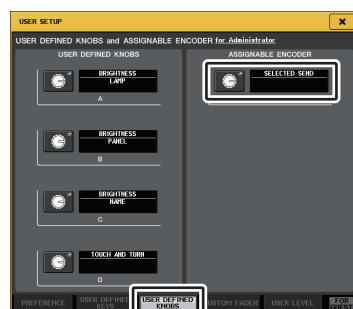 USER SETUP
USER DEFINED KNOBS and ASSIGNABLE ENCODER for Administrator
USER DEFINED KNOBS
ASSIGNABLE ENCODER
BRIGHTNESS
LAMP
A
SELECTED SEND
BRIGHTNESS
PANEL
B
BRIGHTNESS
NAME
C
TOUCH AND TURN
D
PREFERENCE
USER DEFINED
KEYS
USER DEFINED
KNOBS
USTOM FADER
USER LEVEL
FOR
GUEST